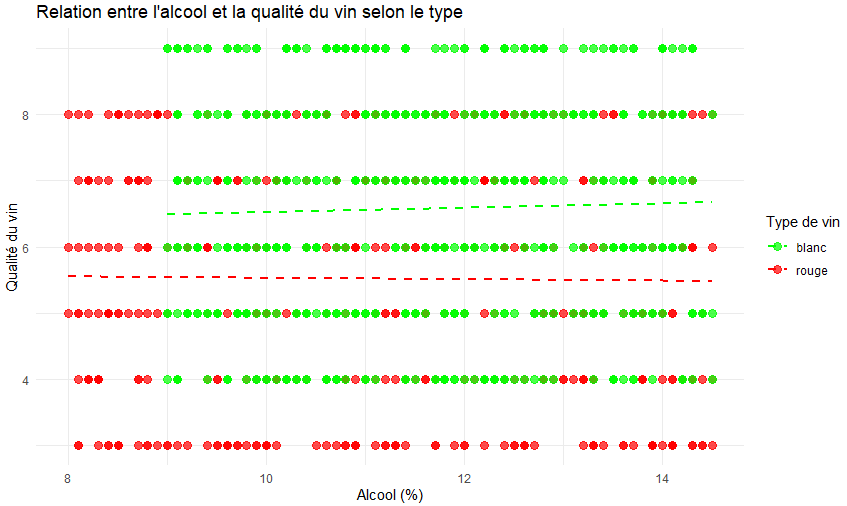 Relation entre l'alcool et la qualité du vin selon le type
Qualité du vin
8
6
4
8
10
12
14
Alcool (%)
Type de vin
blanc
rouge